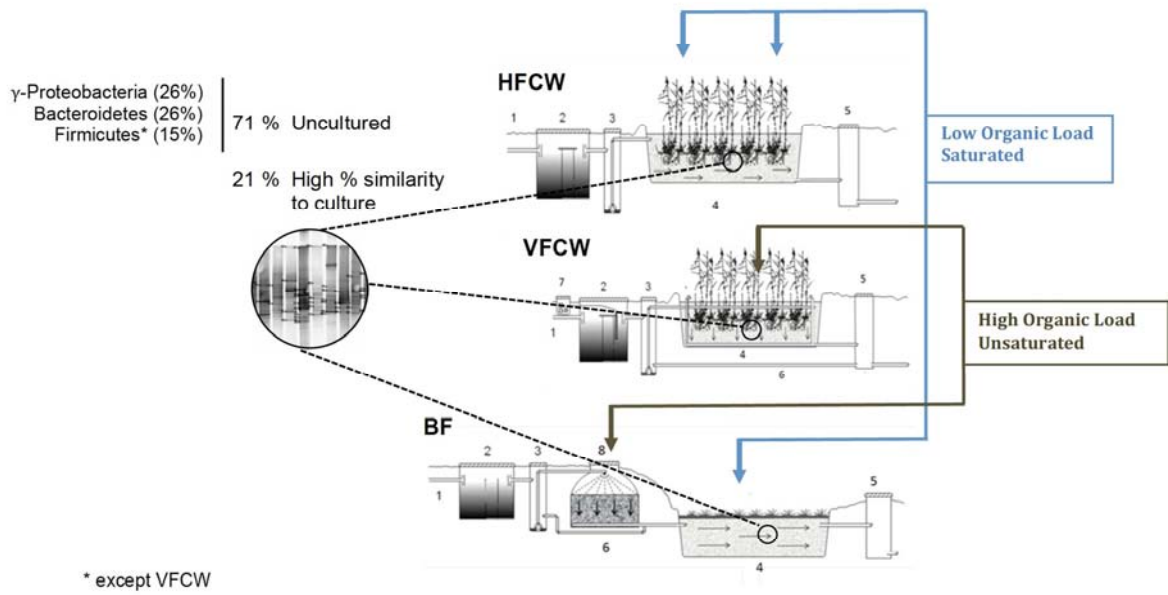 γ-Proteobacteria (26%)
Bacteroidetes (26%)
Firmicutes* (15%)
71 % Uncultured
21 % High % similarity
to culture
HFCW
1 2 3 5
4
Low Organic Load
Saturated
VFCW
7 2 3 5
1
4
6
High Organic Load
Unsaturated
BF
2 3 8 5
1
6
4
* except VFCW